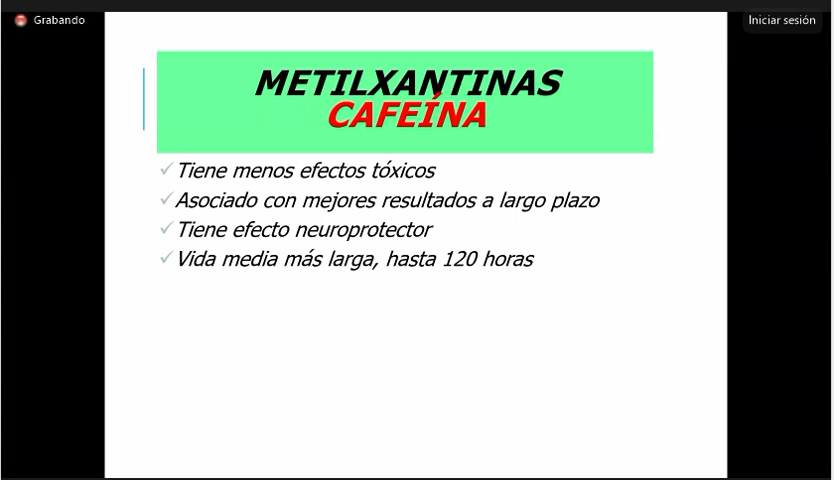 Grabando
Iniciar sesión
METILXANTINAS
CAFEÍNA
Tiene menos efectos tóxicos
Asociado con mejores resultados a largo plazo
Tiene efecto neuroprotector
Vida media más larga, hasta 120 horas